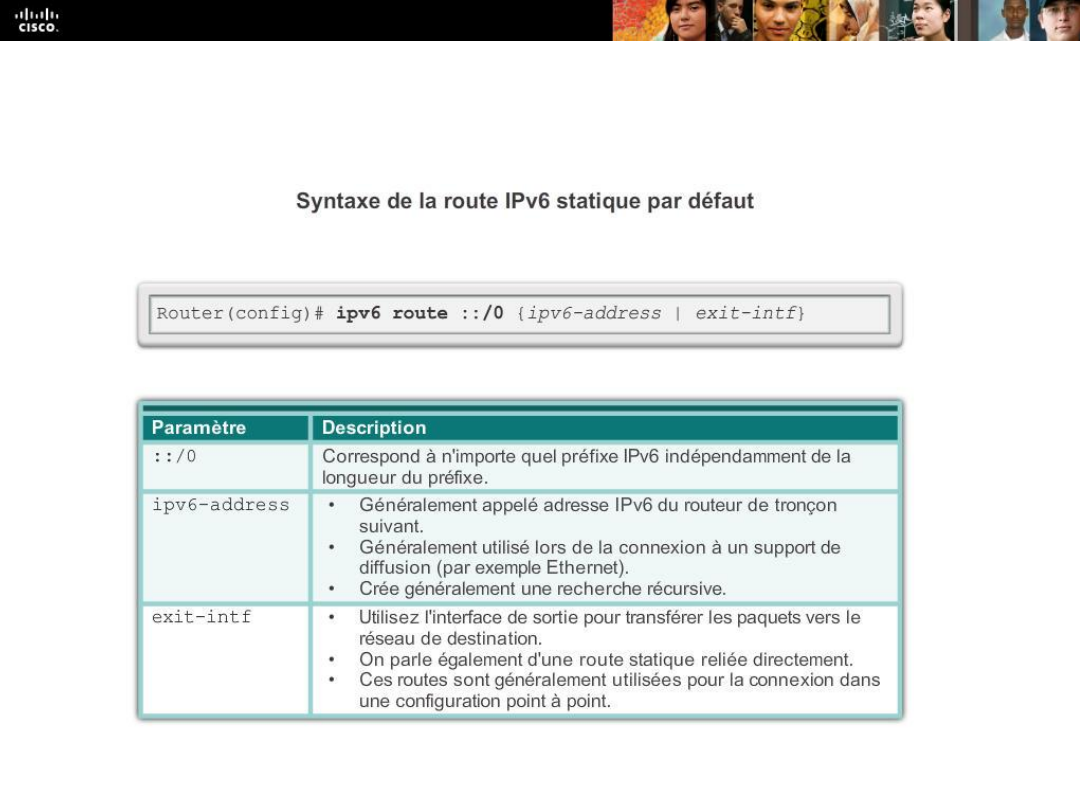 CISCO.
Syntaxe de la route IPv6 statique par défaut
Router(config)# ipv6 route ::/0 {ipv6-address | exit-intf}
Paramètre Description
::/0 Correspond à n'importe quel préfixe IPv6 indépendamment de la
longueur du préfixe.
ipv6-address • Généralement appelé adresse IPv6 du routeur de tronçon
suivant.
• Généralement utilisé lors de la connexion à un support de
diffusion (par exemple Ethernet).
• Crée généralement une recherche récursive.
exit-intf • Utilisez l'interface de sortie pour transférer les paquets vers le
réseau de destination.
• On parle également d'une route statique reliée directement.
• Ces routes sont généralement utilisées pour la connexion dans
une configuration point à point.